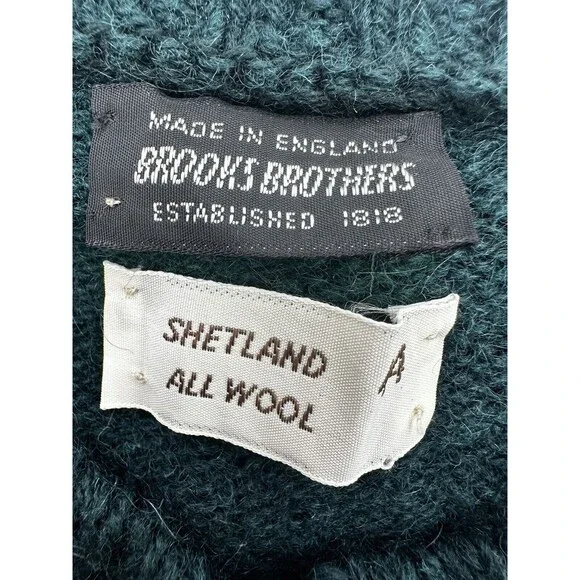 MADE IN ENGLAND
BROOKS BROTHERS
ESTABLISHED 1818
SHETLAND
ALL WOOL
A